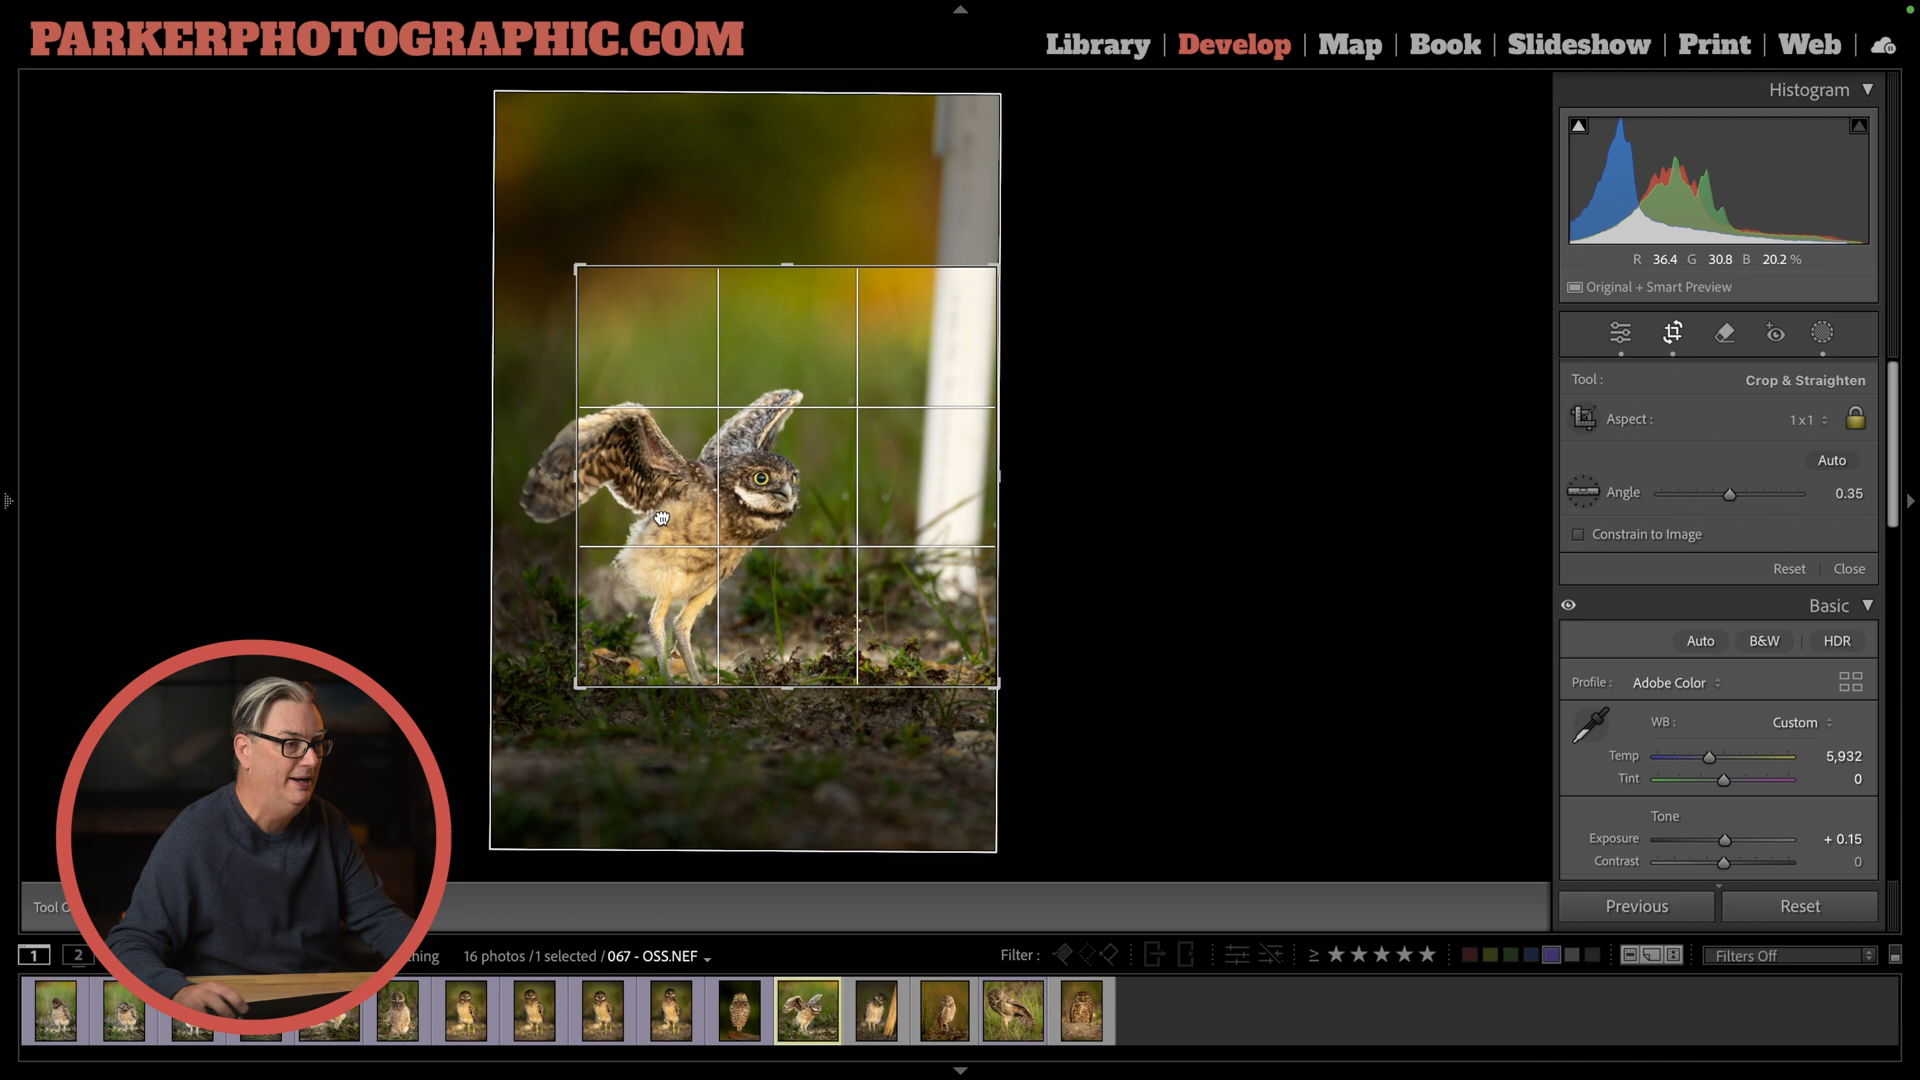 PARKERPHOTOGRAPHIC.COM
Library | Develop | Map | Book | Slideshow | Print | Web |
Histogram
R 36.4 G 30.8 B 20.2 %
Original + Smart Preview
Tool : Crop & Straighten
Aspect : 1 x 1
Auto
Angle 0.35
Constrain to Image
Reset | Close
Basic
Auto B&W | HDR
Profile : Adobe Color
WB : Custom
Temp 5,932
Tint 0
Tone
Exposure + 0.15
Contrast 0
Tool
Previous Reset
1 2 16 photos / 1 selected / 067 - OSS.NEF Filter : ≥ ★★★★★ Filters Off